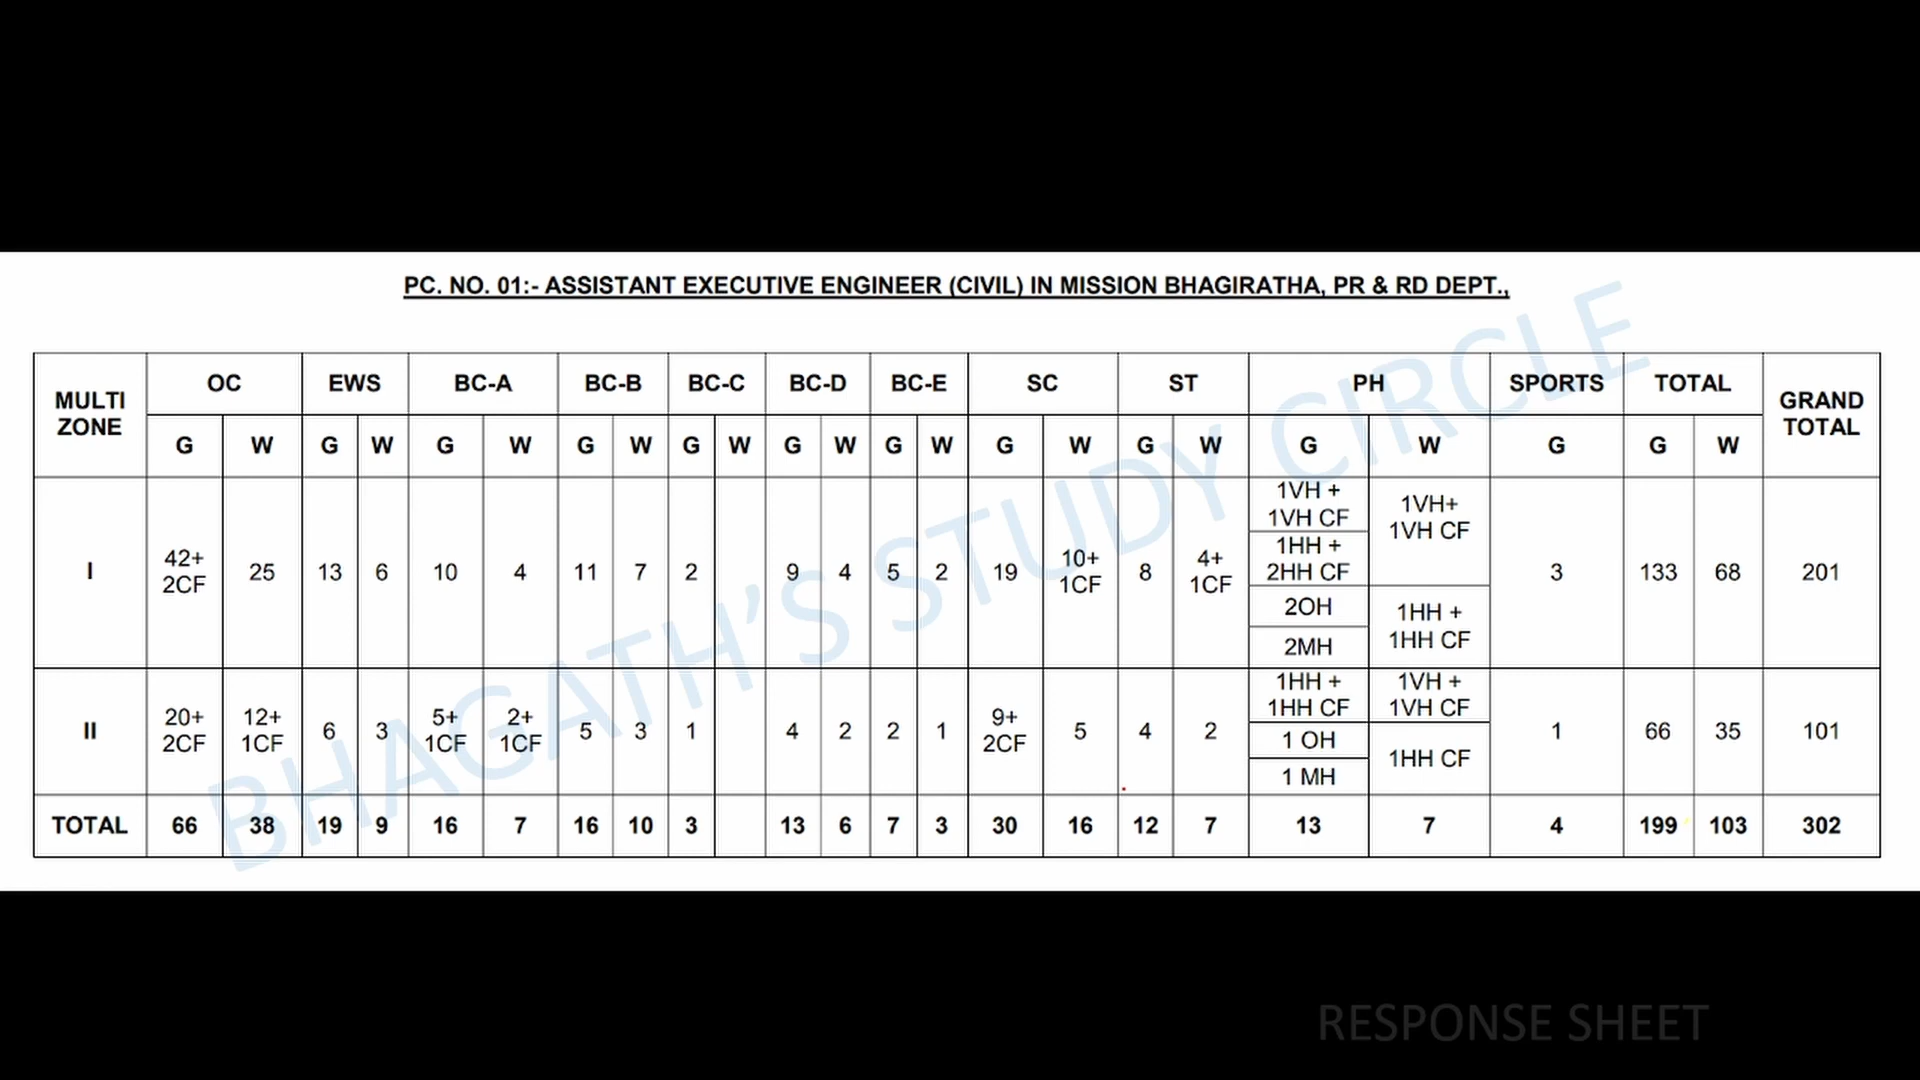 PC. NO. 01:- ASSISTANT EXECUTIVE ENGINEER (CIVIL) IN MISSION BHAGIRATHA, PR & RD DEPT.,
MULTI ZONE OC EWS BC-A BC-B BC-C BC-D BC-E SC ST PH SPORTS TOTAL GRAND TOTAL
G W G W G W G W G W G W G W G W G W G W G G W
I 42+ 2CF 25 13 6 10 4 11 7 2 9 4 5 2 19 10+ 1CF 8 4+ 1CF 1VH + 1VH CF 1HH + 2HH CF 2OH 2MH 1VH+ 1VH CF 1HH + 1HH CF 3 133 68 201
II 20+ 2CF 12+ 1CF 6 3 5+ 1CF 2+ 1CF 5 3 1 4 2 2 1 9+ 2CF 5 4 2 1HH + 1HH CF 1 OH 1 MH 1VH + 1VH CF 1HH CF 1 66 35 101
TOTAL 66 38 19 9 16 7 16 10 3 13 6 7 3 30 16 12 7 13 7 4 199 103 302
BHAGATH'S STUDY CIRCLE
RESPONSE SHEET